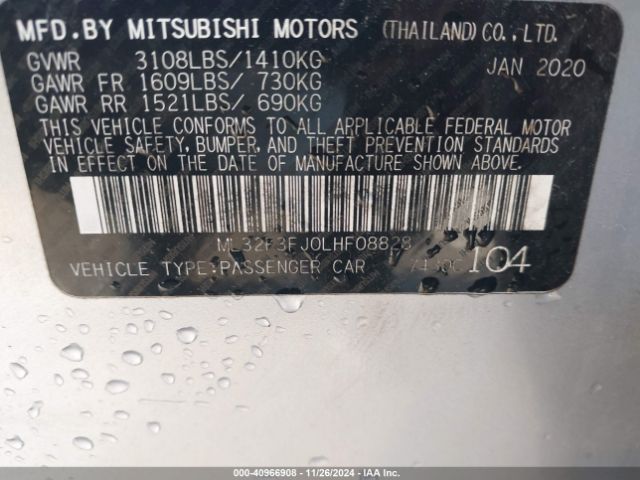 MFD.BY MITSUBISHI MOTORS (THAILAND) CO., LTD.
GVWR 3108LBS/1410KG JAN 2020
GAWR FR 1609LBS/ 730KG
GAWR RR 1521LBS/ 690KG
THIS VEHICLE CONFORMS TO ALL APPLICABLE FEDERAL MOTOR
VEHICLE SAFETY, BUMPER, AND THEFT PREVENTION STANDARDS
IN EFFECT ON THE DATE OF MANUFACTURE SHOWN ABOVE.
ML32F3FJ0LHF08828
VEHICLE TYPE:PASSENGER CAR 104
000-40966908 - 11/26/2024 - IAAI.com